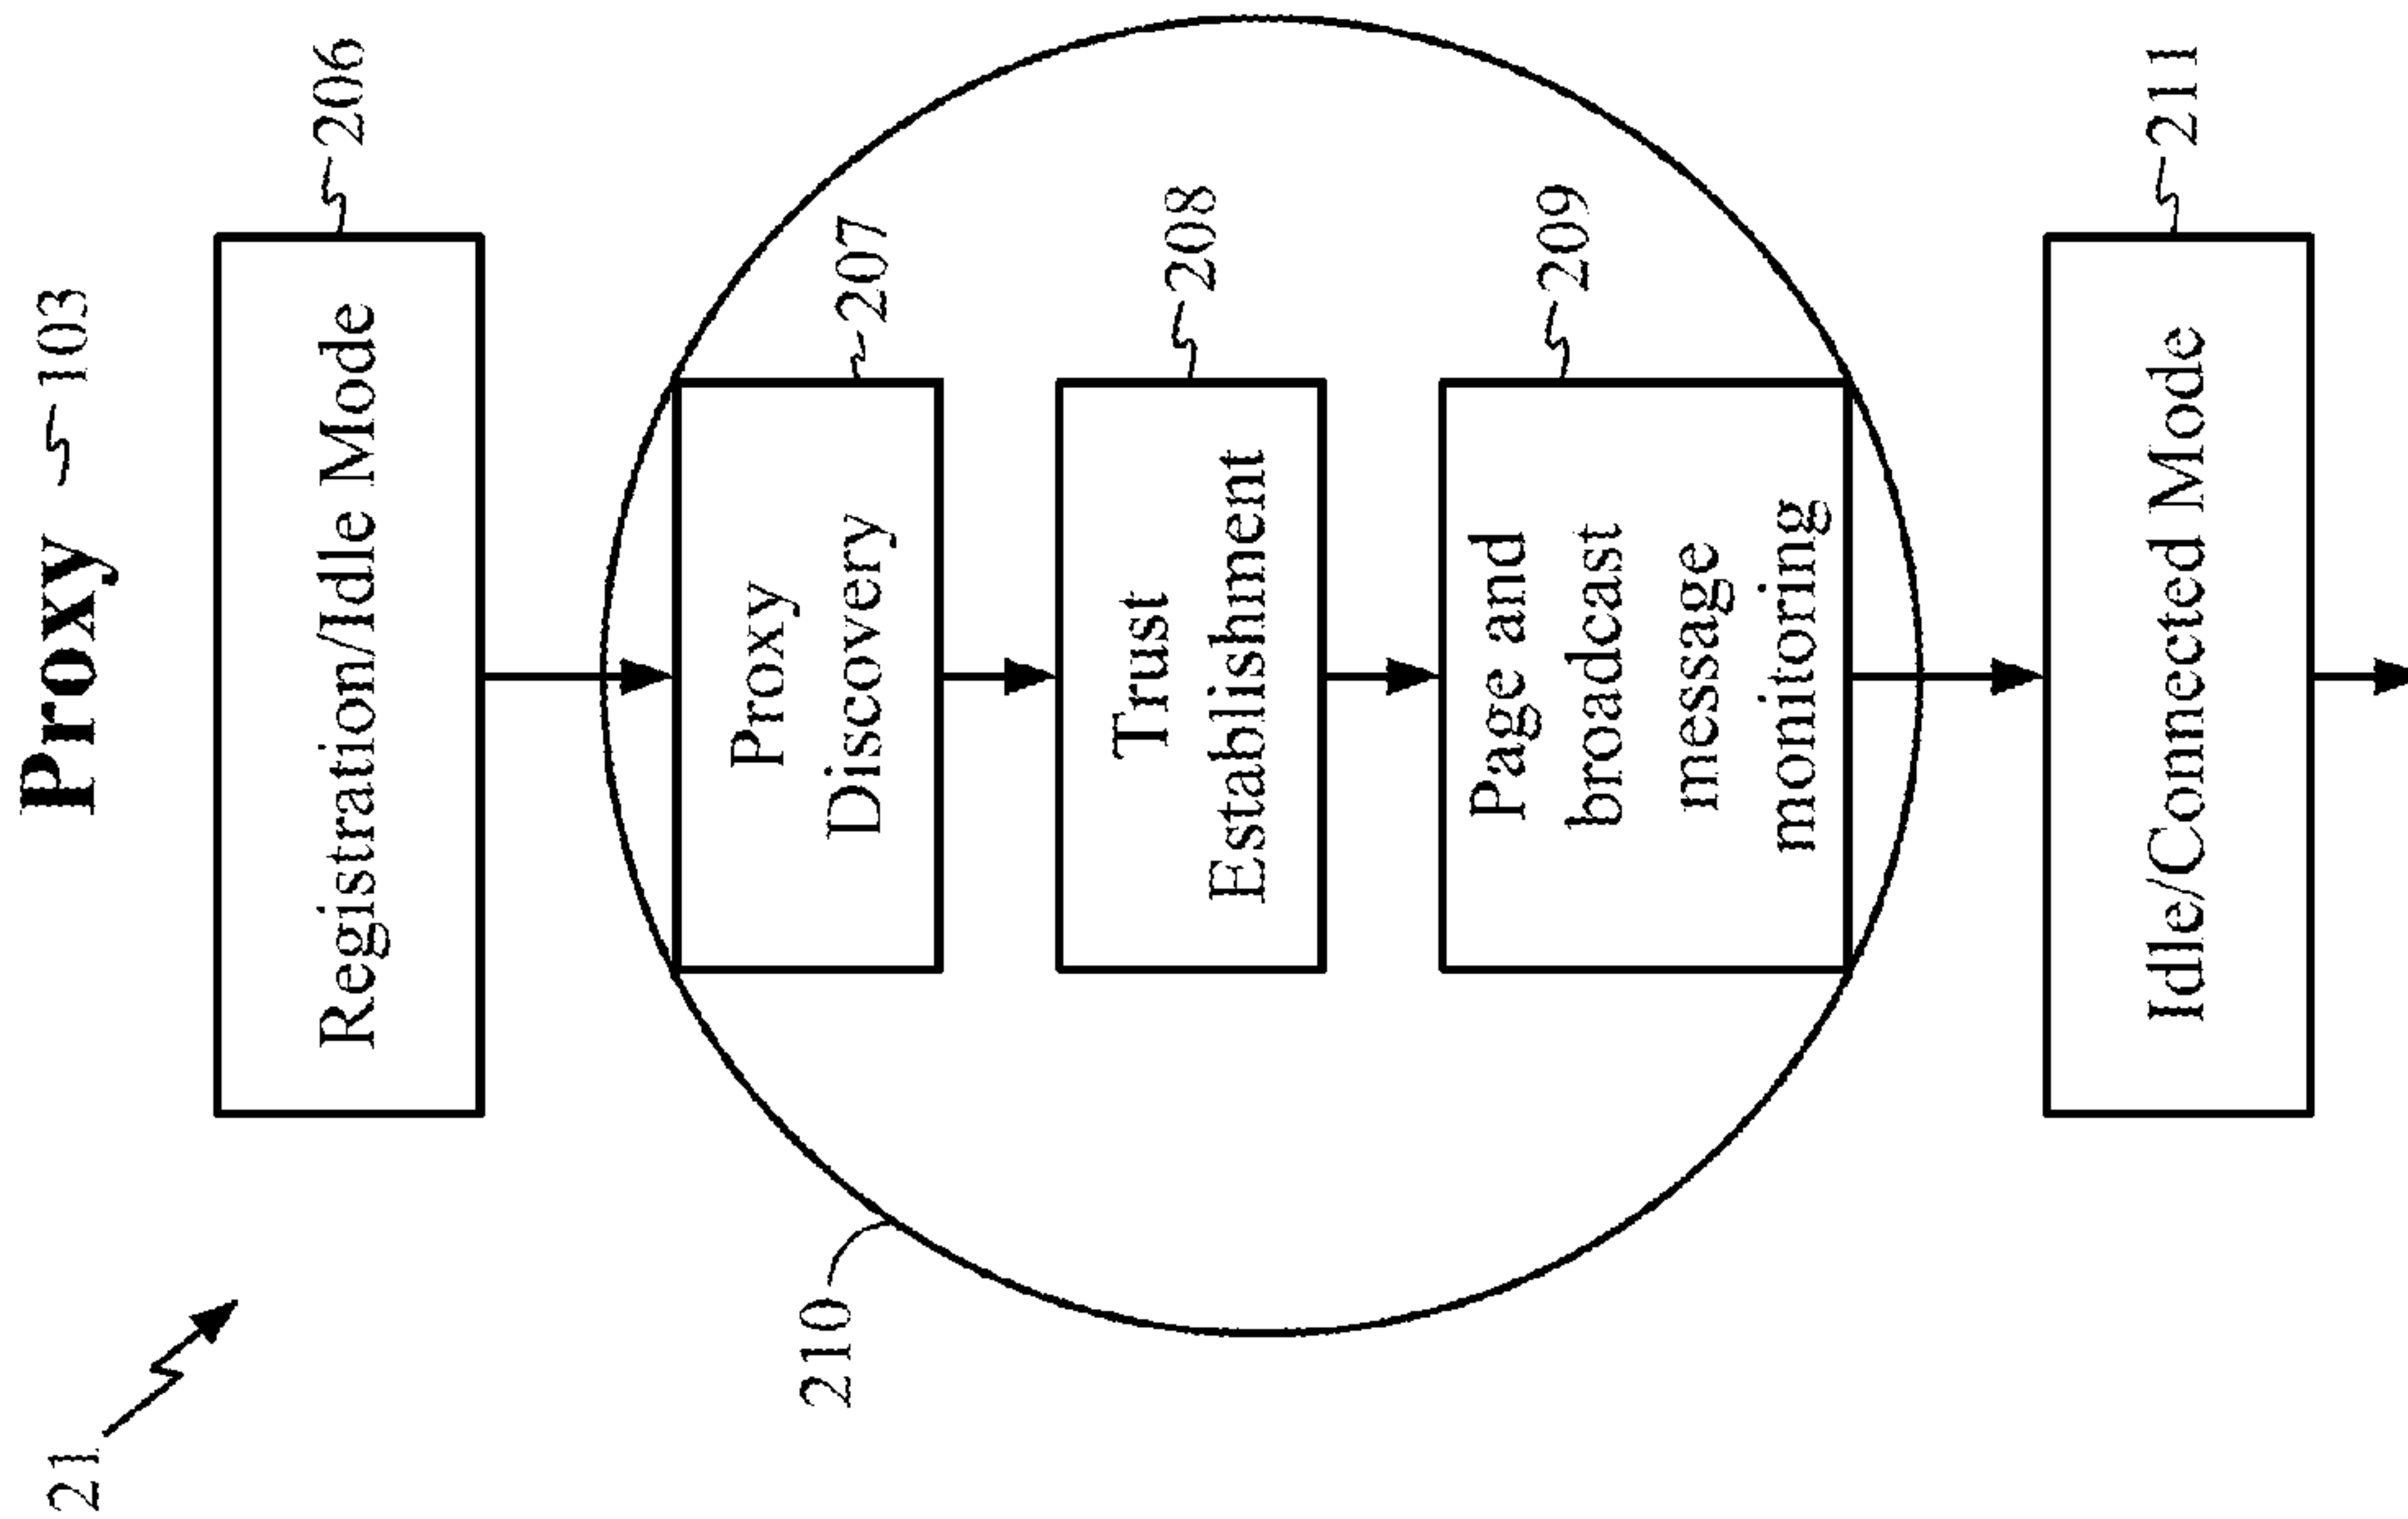 21
Proxy 103
Registration/Idle Mode
206
210
Proxy
Discovery
207
Trust
Establishment
208
Page and
broadcast
message
monitoring
209
Idle/Connected Mode
211